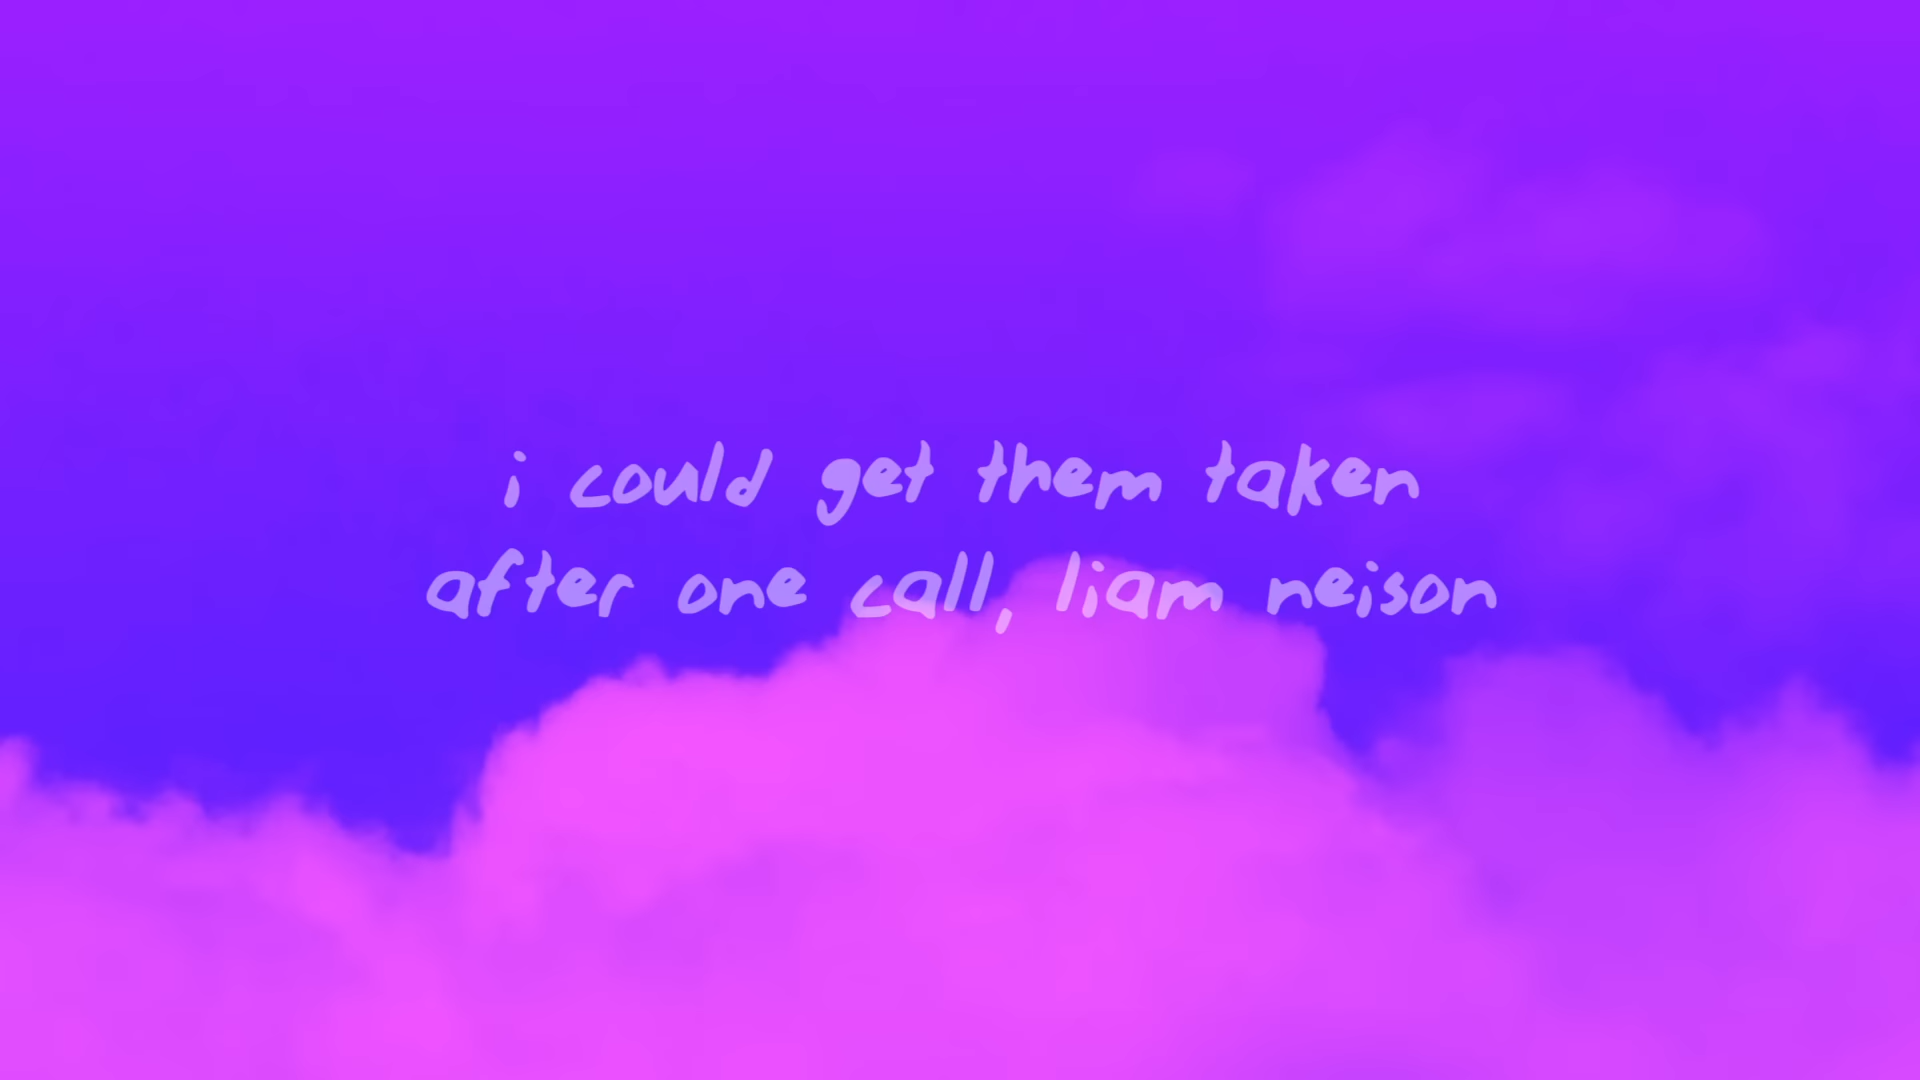 i could get them taken
after one call, liam neison